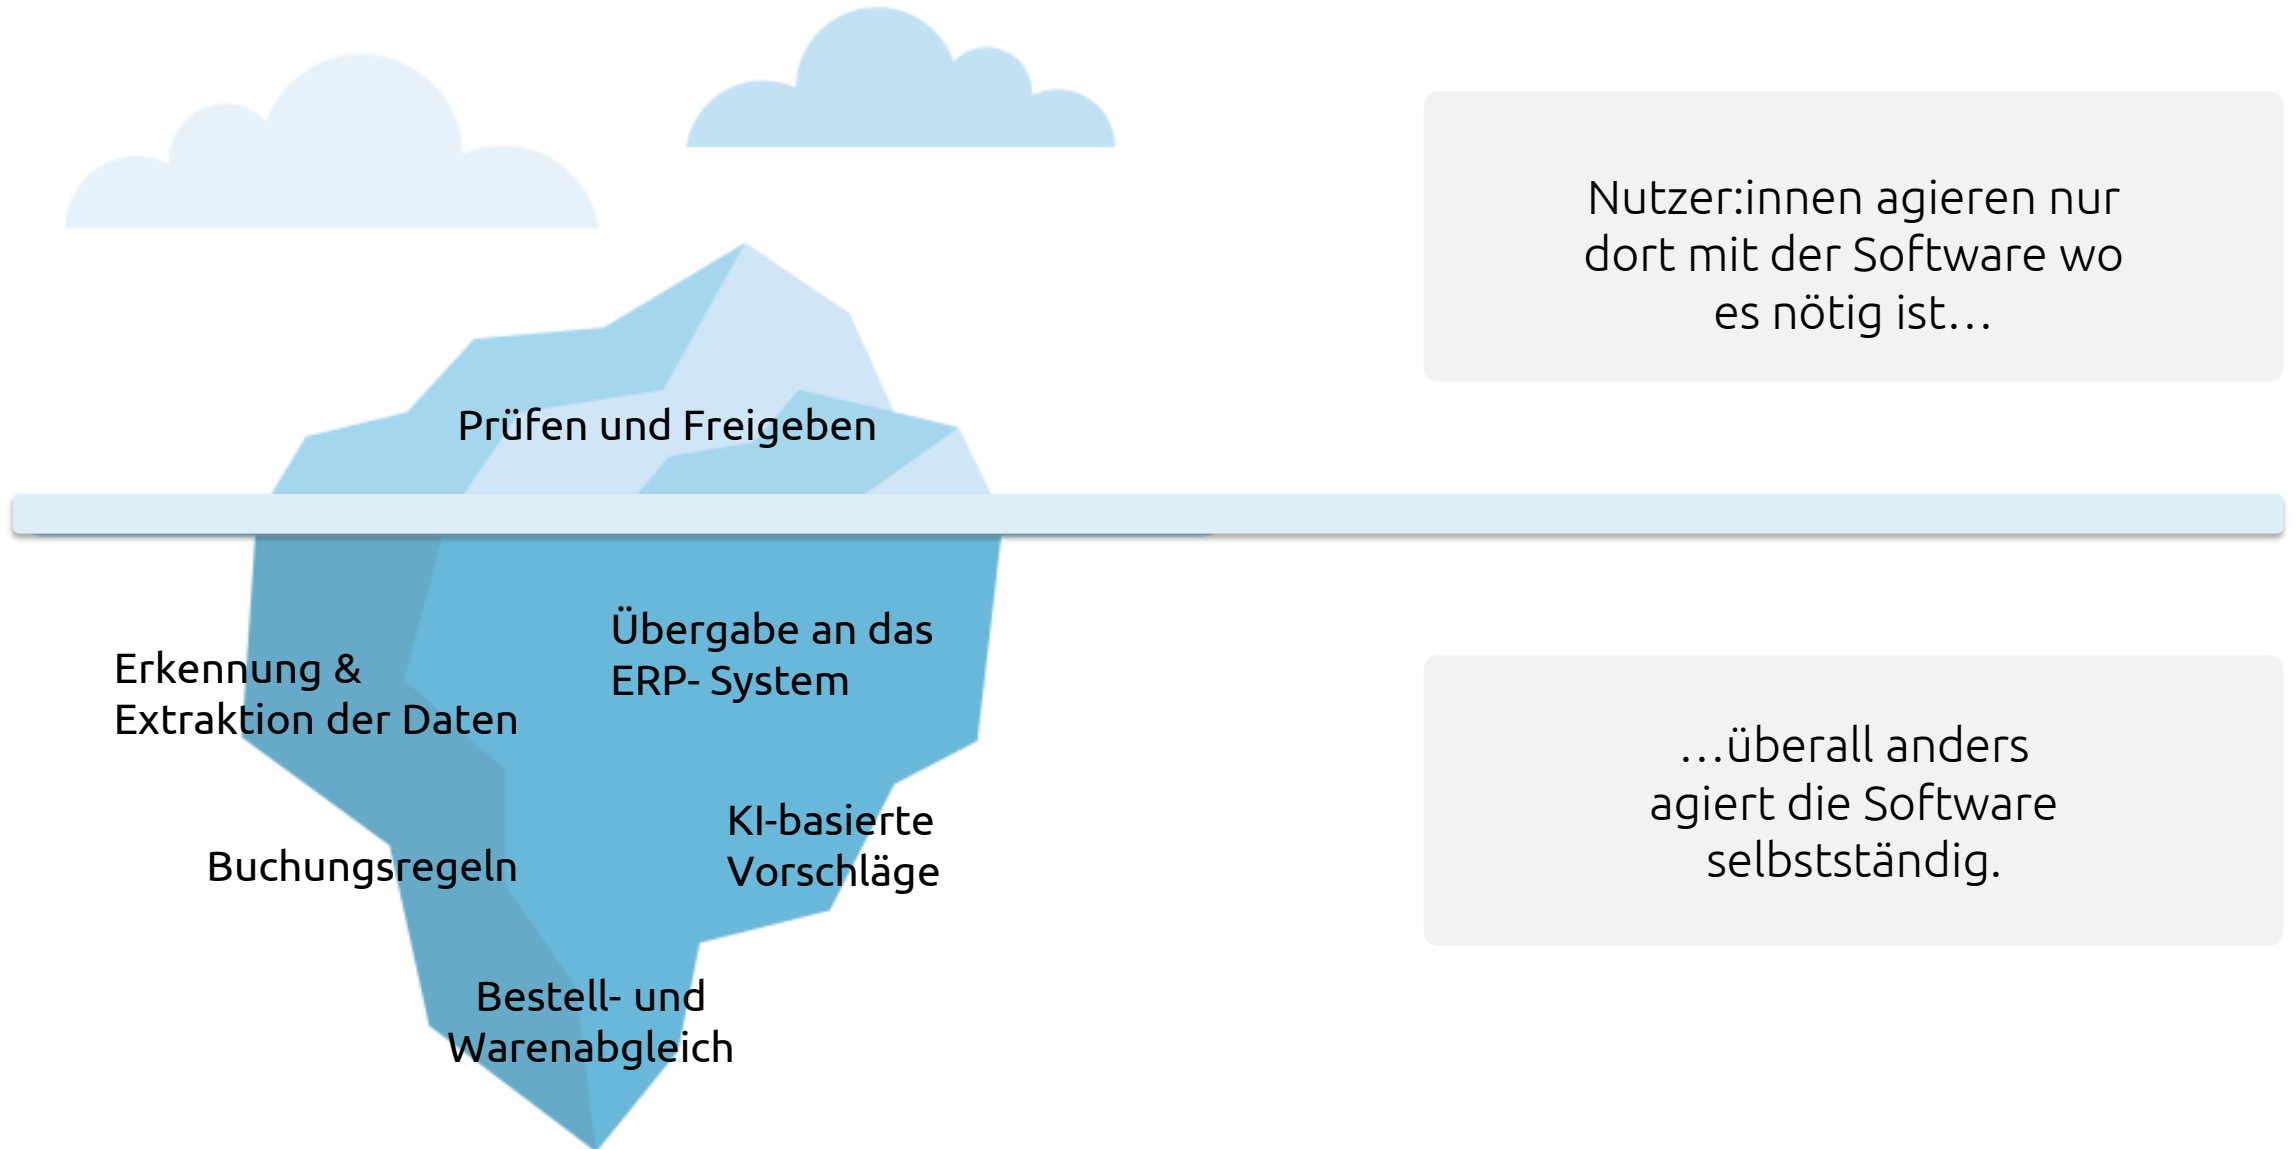 Nutzer:innen agieren nur
dort mit der Software wo
es nötig ist…
Prüfen und Freigeben
Übergabe an das
ERP- System
Erkennung &
Extraktion der Daten
KI-basierte
Vorschläge
Buchungsregeln
Bestell- und
Warenabgleich
…überall anders
agiert die Software
selbstständig.